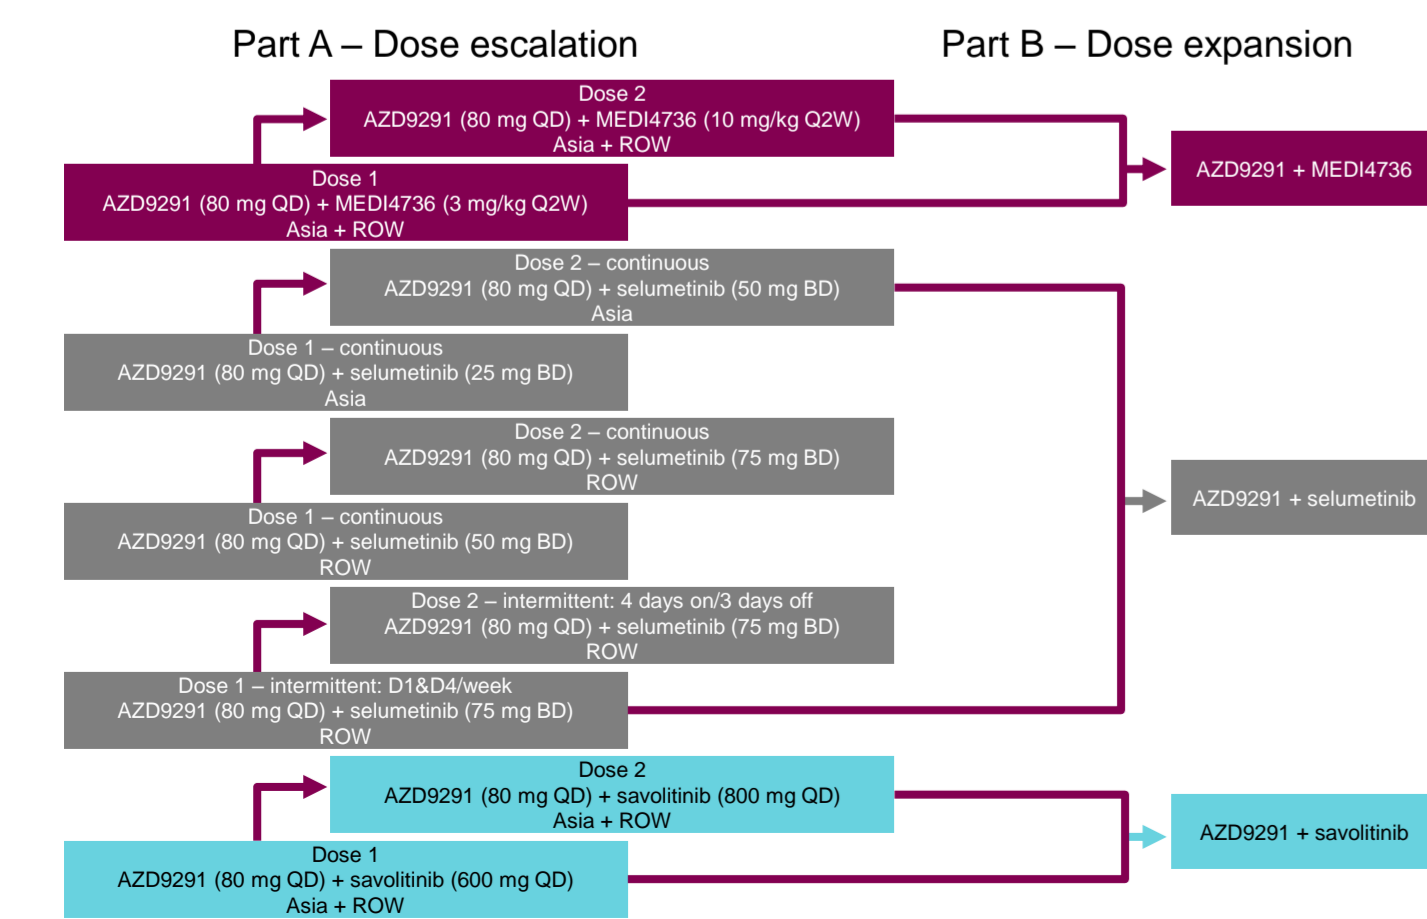 Part A – Dose escalation
Part B – Dose expansion
Dose 2
AZD9291 (80 mg QD) + MEDI4736 (10 mg/kg Q2W)
Asia + ROW
AZD9291 + MEDI4736
Dose 1
AZD9291 (80 mg QD) + MEDI4736 (3 mg/kg Q2W)
Asia + ROW
Dose 2 – continuous
AZD9291 (80 mg QD) + selumetinib (50 mg BD)
Asia
Dose 1 – continuous
AZD9291 (80 mg QD) + selumetinib (25 mg BD)
Asia
Dose 2 – continuous
AZD9291 (80 mg QD) + selumetinib (75 mg BD)
ROW
AZD9291 + selumetinib
Dose 1 – continuous
AZD9291 (80 mg QD) + selumetinib (50 mg BD)
ROW
Dose 2 – intermittent: 4 days on/3 days off
AZD9291 (80 mg QD) + selumetinib (75 mg BD)
ROW
Dose 1 – intermittent: D1&D4/week
AZD9291 (80 mg QD) + selumetinib (75 mg BD)
ROW
Dose 2
AZD9291 (80 mg QD) + savolitinib (800 mg QD)
Asia + ROW
AZD9291 + savolitinib
Dose 1
AZD9291 (80 mg QD) + savolitinib (600 mg QD)
Asia + ROW